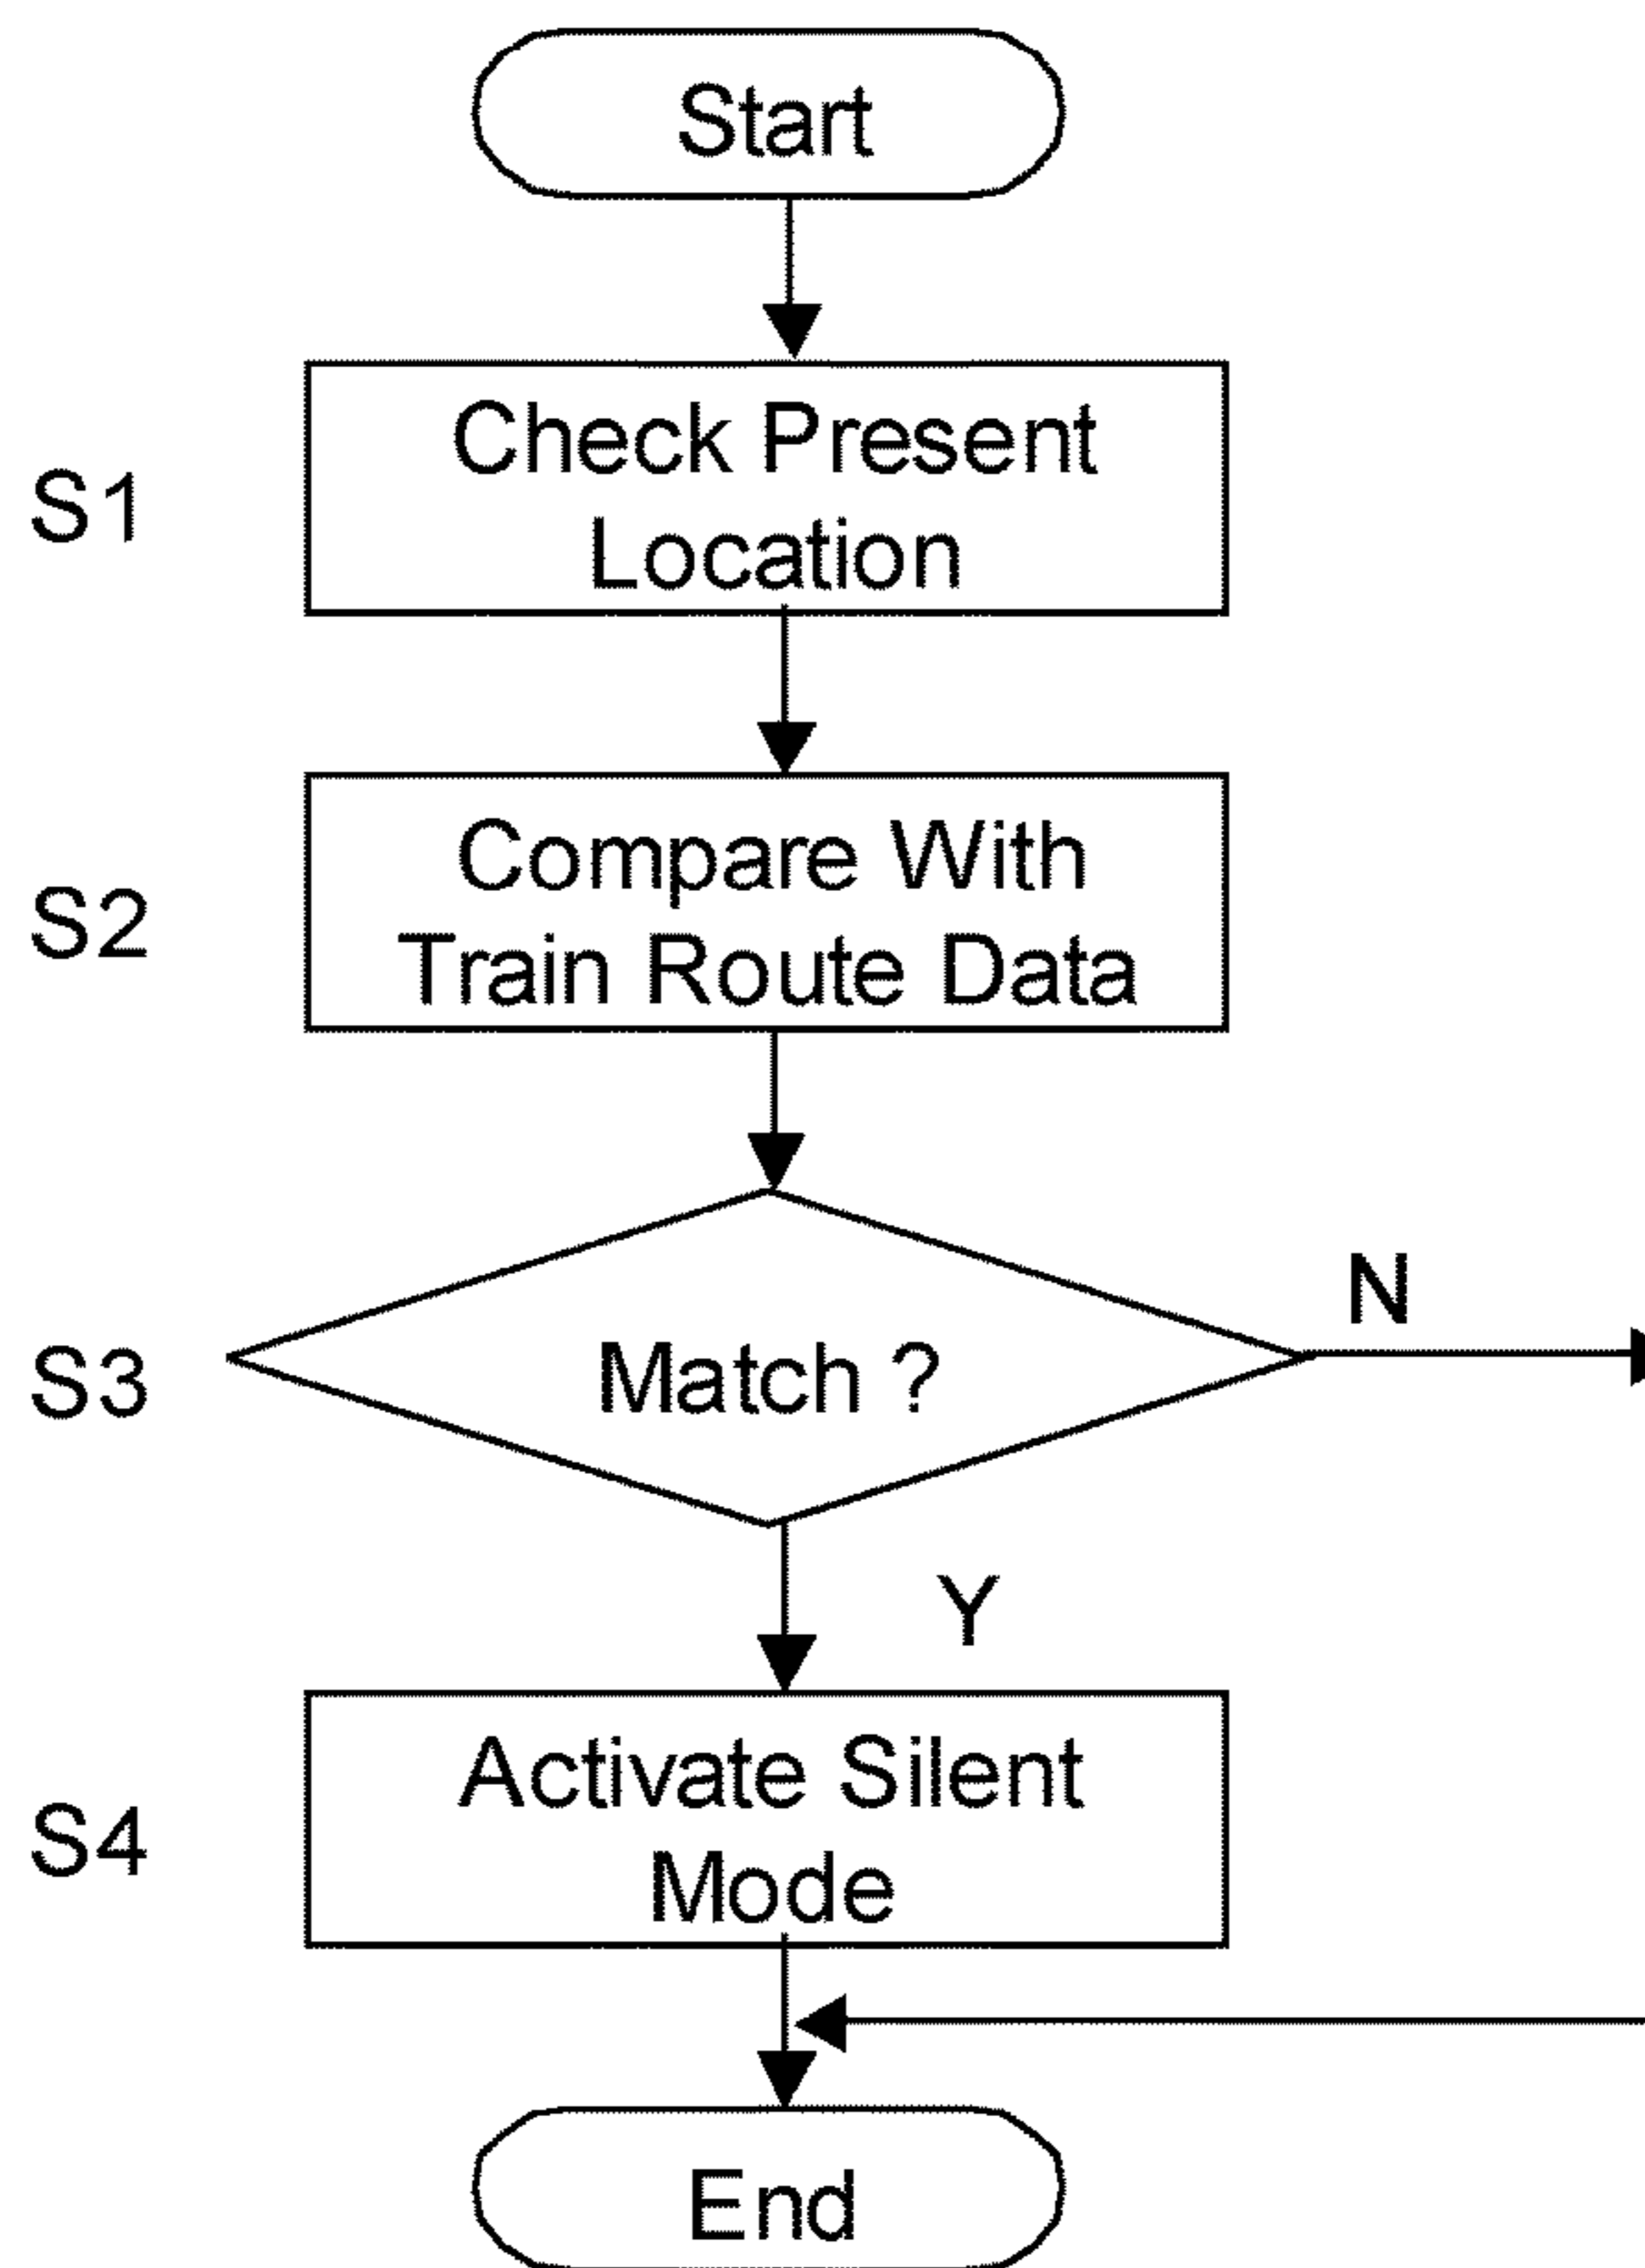 Start
S1
Check Present
Location
S2
Compare With
Train Route Data
S3
Match ?
N
Y
S4
Activate Silent
Mode
End